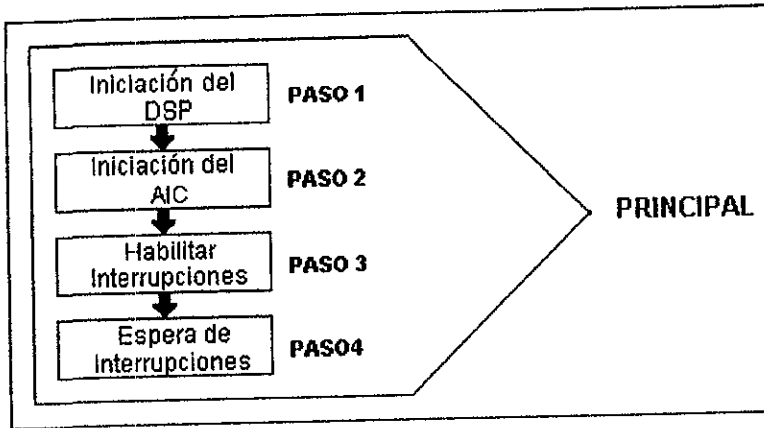 Iniciación del
DSP
PASO 1
Iniciación del
AIC
PASO 2
Habilitar
Interrupciones
PASO 3
Espera de
Interrupciones
PASO4
PRINCIPAL